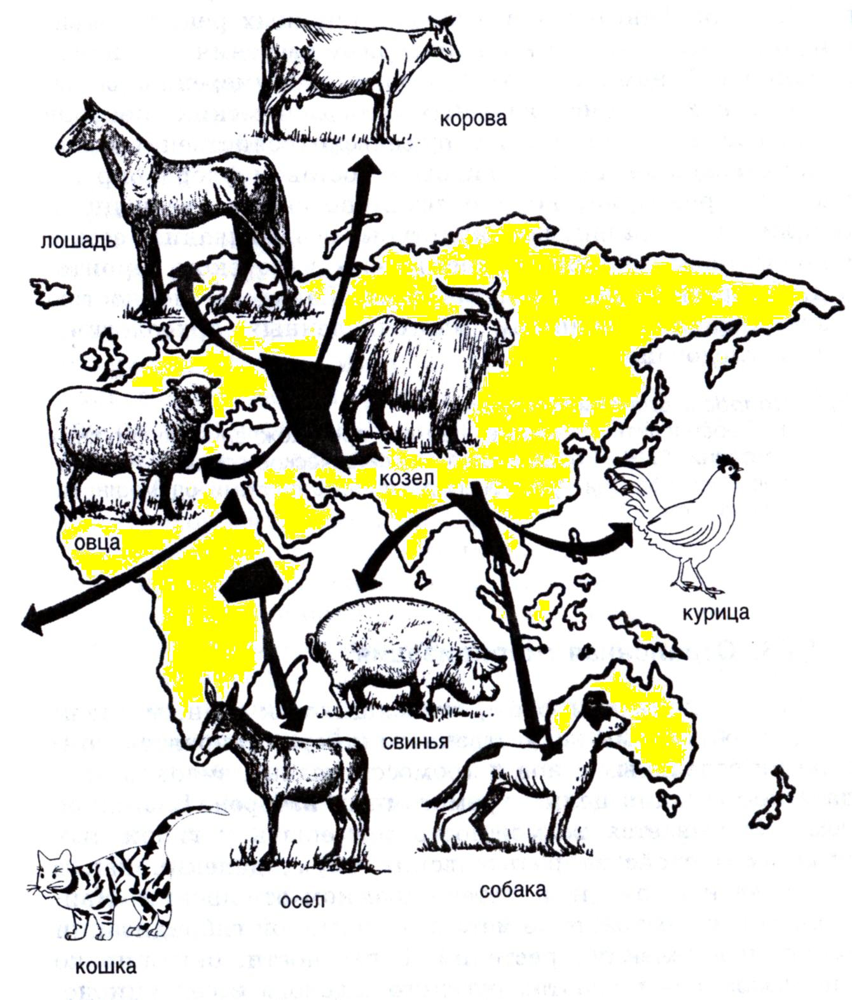 корова
лошадь
козел
овца
курица
свинья
собака
осел
кошка